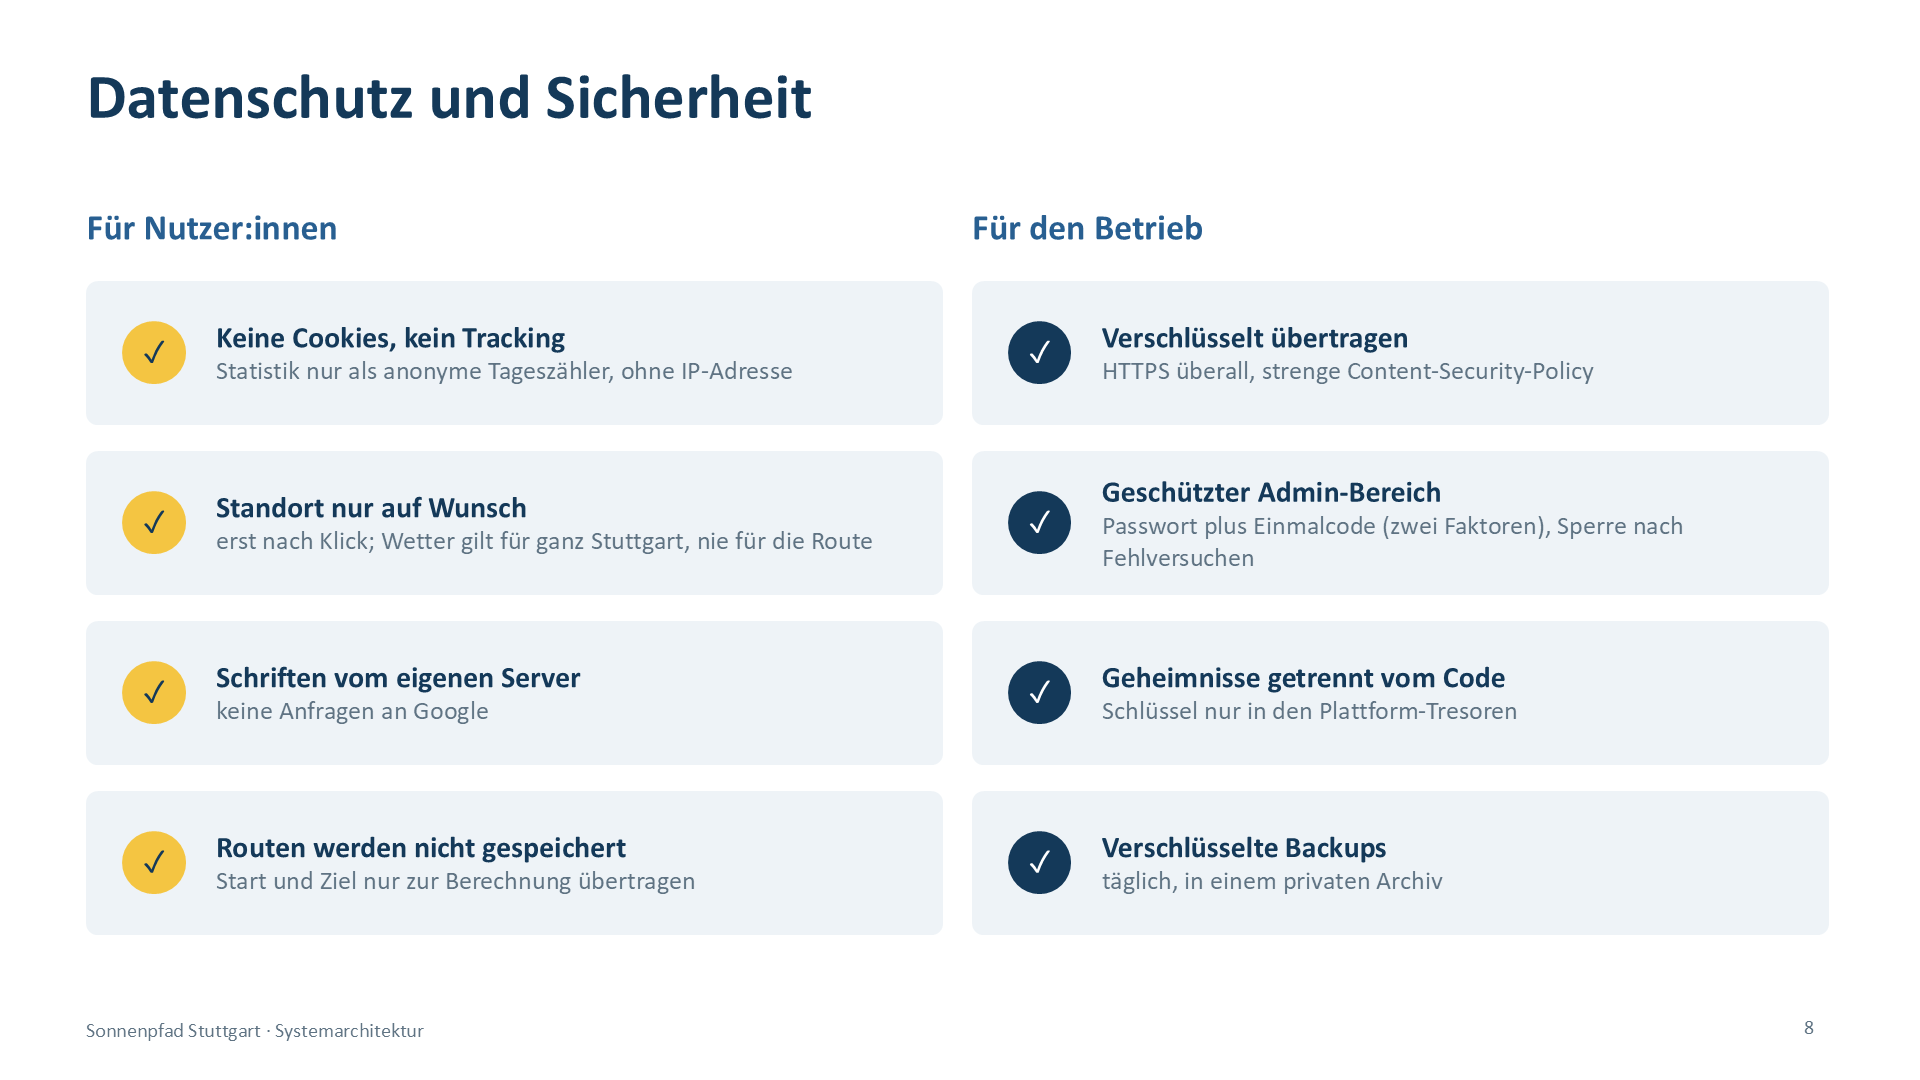 Datenschutz und Sicherheit
Für Nutzer:innen
✓
Keine Cookies, kein Tracking
Statistik nur als anonyme Tageszähler, ohne IP-Adresse
✓
Standort nur auf Wunsch
erst nach Klick; Wetter gilt für ganz Stuttgart, nie für die Route
✓
Schriften vom eigenen Server
keine Anfragen an Google
✓
Routen werden nicht gespeichert
Start und Ziel nur zur Berechnung übertragen
Für den Betrieb
✓
Verschlüsselt übertragen
HTTPS überall, strenge Content-Security-Policy
✓
Geschützter Admin-Bereich
Passwort plus Einmalcode (zwei Faktoren), Sperre nach
Fehlversuchen
✓
Geheimnisse getrennt vom Code
Schlüssel nur in den Plattform-Tresoren
✓
Verschlüsselte Backups
täglich, in einem privaten Archiv
Sonnenpfad Stuttgart · Systemarchitektur
8